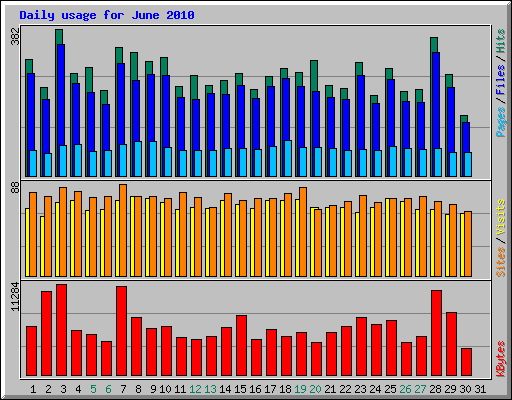 Daily usage for June 2010
382
Pages / Files / Hits
88
Sites / Visits
11284
KBytes
1 2 3 4 5 6 7 8 9 10 11 12 13 14 15 16 17 18 19 20 21 22 23 24 25 26 27 28 29 30 31